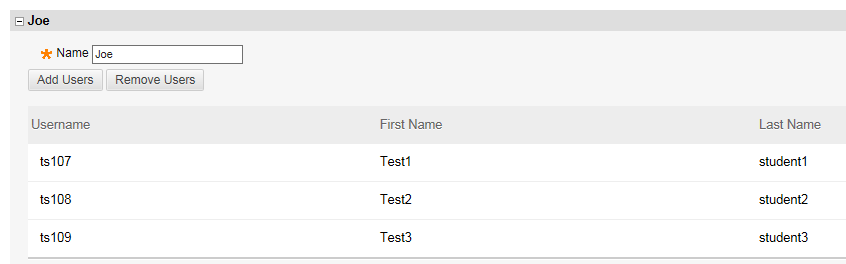 Joe
Name Joe
Add Users Remove Users
Username First Name Last Name
ts107 Test1 student1
ts108 Test2 student2
ts109 Test3 student3